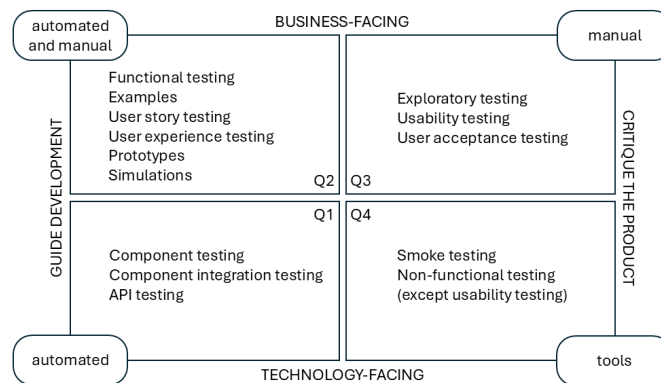 automated
and manual
BUSINESS-FACING
manual
GUIDE DEVELOPMENT
Functional testing
Examples
User story testing
User experience testing
Prototypes
Simulations
Q2
Q3
Exploratory testing
Usability testing
User acceptance testing
CRITIQUE THE PRODUCT
Q1
Q4
Component testing
Component integration testing
API testing
Smoke testing
Non-functional testing
(except usability testing)
automated
TECHNOLOGY-FACING
tools